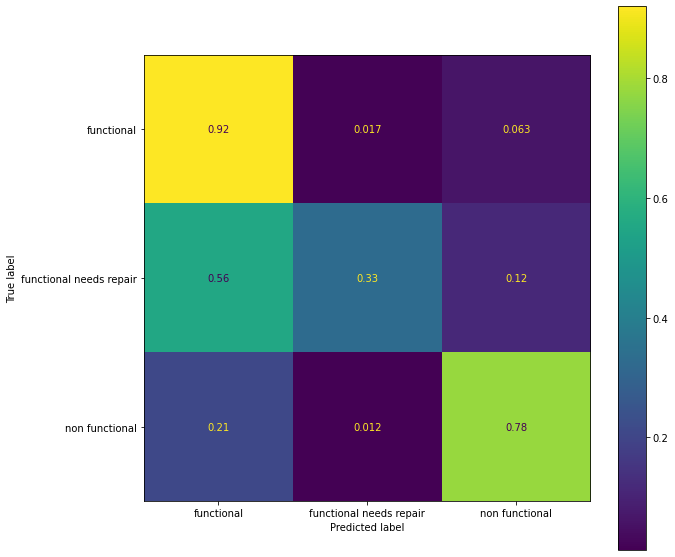 functional
functional needs repair
non functional
True label
0.92 0.017 0.063
0.56 0.33 0.12
0.21 0.012 0.78
functional functional needs repair non functional
Predicted label
0.8
0.6
0.4
0.2